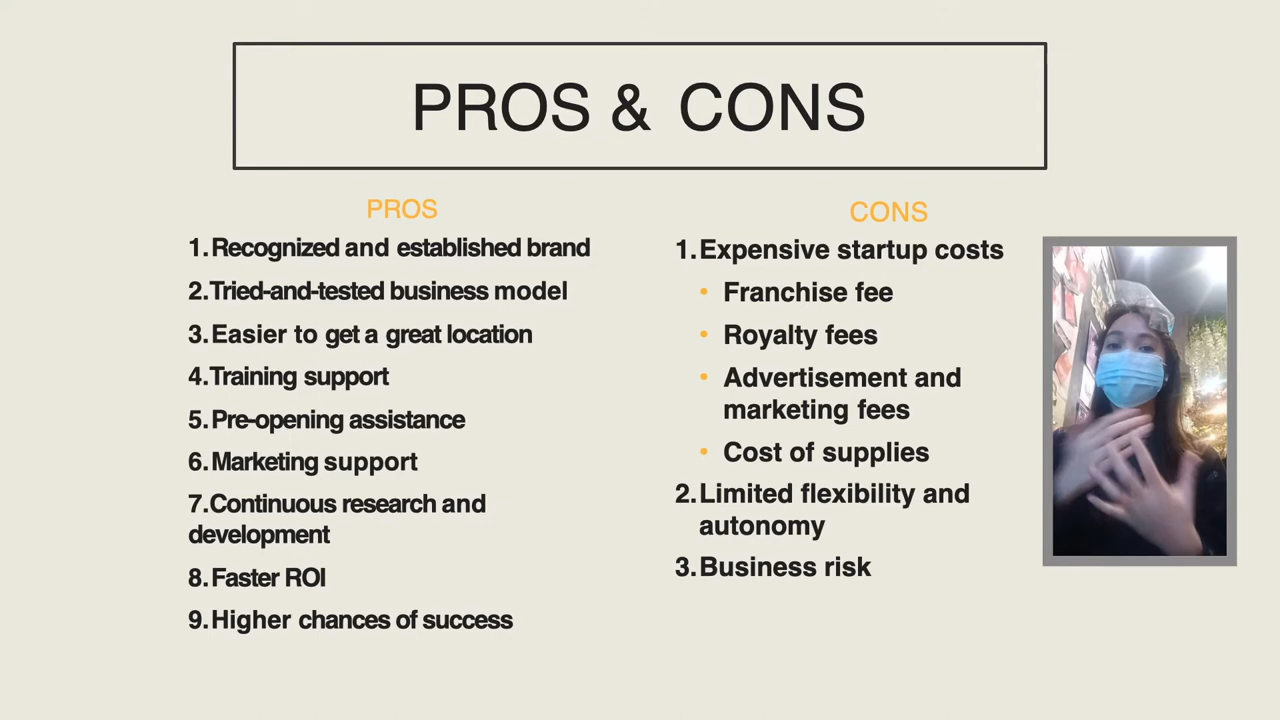 PROS & CONS
PROS
1.Recognized and established brand
2.Tried-and-tested business model
3.Easier to get a great location
4.Training support
5.Pre-opening assistance
6.Marketing support
7.Continuous research and
development
8.Faster ROI
9.Higher chances of success
CONS
1.Expensive startup costs
• Franchise fee
• Royalty fees
• Advertisement and
marketing fees
• Cost of supplies
2.Limited flexibility and
autonomy
3.Business risk